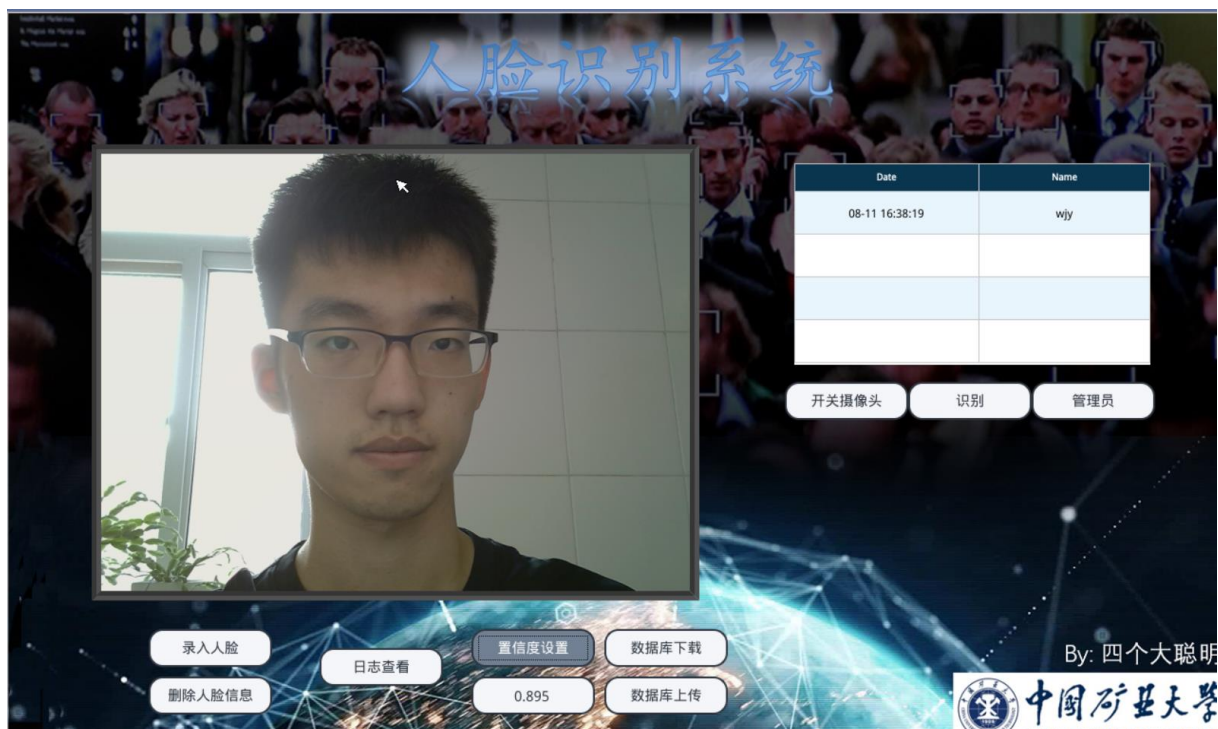 人脸识别系统
Date Name
08-11 16:38:19 wjy
开关摄像头 识别 管理员
录入人脸
置信度设置
数据库下载
日志查看
删除人脸信息
0.895
数据库上传
By: 四个大聪明
中国矿业大学